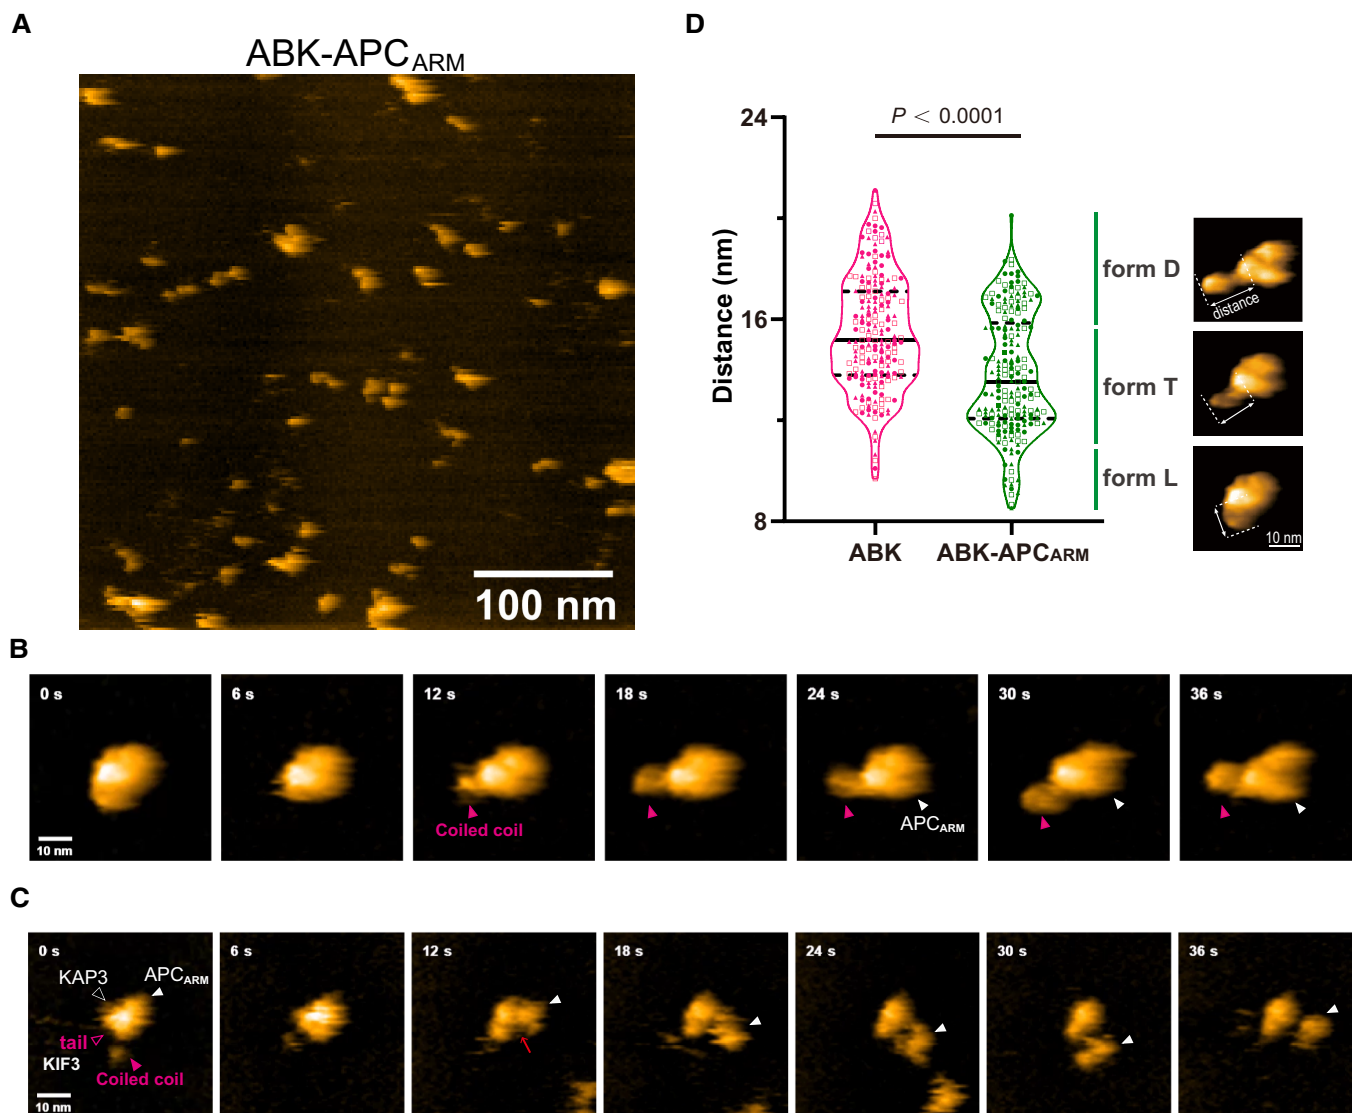 A
ABK-APCARM
100 nm
D
P < 0.0001
24
16
8
Distance (nm)
ABK
ABK-APCARM
form D
form T
form L
distance
10 nm
B
0 s
6 s
12 s
18 s
24 s
30 s
36 s
Coiled coil
APCARM
10 nm
C
0 s
6 s
12 s
18 s
24 s
30 s
36 s
KAP3
APCARM
tail
KIF3
Coiled coil
10 nm